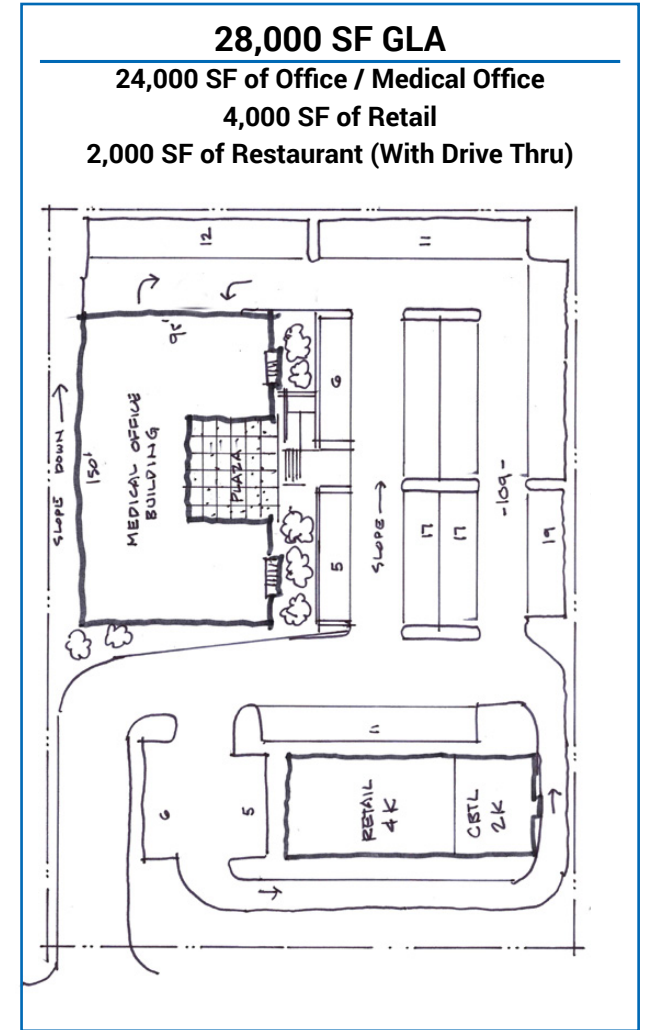 28,000 SF GLA
24,000 SF of Office / Medical Office
4,000 SF of Retail
2,000 SF of Restaurant (With Drive Thru)
12
11
95'
SLOPE DOWN
150'
MEDICAL OFFICE
BUILDING
PLAZA
6
5
SLOPE
17
17
-109-
19
11
6
5
RETAIL
4K
CBTL
2K